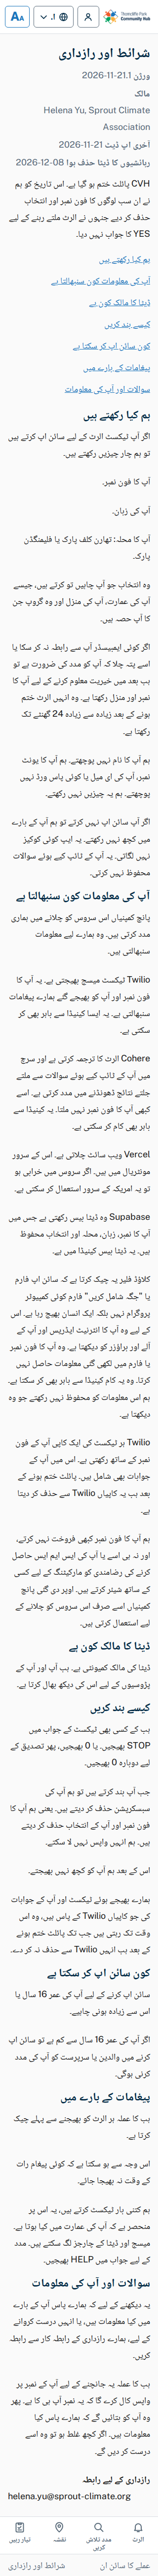 Thorncliffe Park
Community Hub
ا.
AA
شرائط اور رازداری
ورژن 1.1، 2026-11-21
مالک
Helena Yu, Sprout Climate
Association
آخری اپ ڈیٹ 2026-11-21
ریائشیوں کا ڈیٹا حذف ہوا 2026-12-08
CVH پائلٹ ختم ہو گیا ہے۔ اس تاریخ کو ہم
نے ان سب لوگوں کا فون نمبر اور انتخاب
حذف کر دیے جنہوں نے الرٹ ملتے رہنے کے لیے
YES کا جواب نہیں دیا۔
ہم کیا رکھتے ہیں
آپ کی معلومات کون سنبھالتا ہے
ڈیٹا کا مالک کون ہے
کیسے بند کریں
کون سائن اپ کر سکتا ہے
پیغامات کے بارے میں
سوالات اور آپ کی معلومات
ہم کیا رکھتے ہیں
اگر آپ ٹیکسٹ الرٹ کے لیے سائن اپ کرتے ہیں
تو ہم چار چیزیں رکھتے ہیں۔
آپ کا فون نمبر۔
آپ کی زبان۔
آپ کا محلہ: تھارن کلف پارک یا فلیمنگڈن
پارک۔
وہ انتخاب جو آپ چاہیں تو کرتے ہیں، جیسے
آپ کی عمارت، آپ کی منزل اور وہ گروپ جن
کا آپ حصہ ہیں۔
اگر کوئی ایمبیسڈر آپ سے رابطہ نہ کر سکا یا
اسے پتہ چلا کہ آپ کو مدد کی ضرورت ہے تو
بعد میں خیریت معلوم کرنے کے لیے آپ کا
نمبر اور منزل رکھتا ہے۔ وہ انہیں الرٹ ختم
ہونے کے بعد زیادہ سے زیادہ 24 گھنٹے تک
رکھتا ہے۔
ہم آپ کا نام نہیں پوچھتے۔ ہم آپ کا یونٹ
نمبر، آپ کی ای میل یا کوئی پاس ورڈ نہیں
پوچھتے۔ ہم یہ چیزیں نہیں رکھتے۔
اگر آپ سائن اپ نہیں کرتے تو ہم آپ کے بارے
میں کچھ نہیں رکھتے۔ یہ ایپ کوئی کوکیز
نہیں لگاتی۔ یہ آپ کے ٹائپ کیے ہوئے سوالات
محفوظ نہیں کرتی۔
آپ کی معلومات کون سنبھالتا ہے
پانچ کمپنیاں اس سروس کو چلانے میں ہماری
مدد کرتی ہیں۔ وہ ہمارے لیے معلومات
سنبھالتی ہیں۔
Twilio ٹیکسٹ میسج بھیجتی ہے۔ یہ آپ کا
فون نمبر اور آپ کو بھیجے گئے ہمارے پیغامات
سنبھالتی ہے۔ یہ ایسا کینیڈا سے باہر بھی کر
سکتی ہے۔
Cohere الرٹ کا ترجمہ کرتی ہے اور سرچ
میں آپ کے ٹائپ کیے ہوئے سوالات سے ملتے
جلتے نتائج ڈھونڈنے میں مدد کرتی ہے۔ اسے
کبھی آپ کا فون نمبر نہیں ملتا۔ یہ کینیڈا سے
باہر بھی کام کر سکتی ہے۔
Vercel ویب سائٹ چلاتی ہے۔ اس کے سرور
مونٹریال میں ہیں۔ اگر سروس میں خرابی ہو
تو یہ امریکہ کے سرور استعمال کر سکتی ہے۔
Supabase وہ ڈیٹا بیس رکھتی ہے جس میں
آپ کا نمبر، زبان، محلہ اور انتخاب محفوظ
ہیں۔ یہ ڈیٹا بیس کینیڈا میں ہے۔
کلاؤڈ فلیر یہ چیک کرتا ہے کہ سائن اپ فارم
یا "جگہ شامل کریں" فارم کوئی کمپیوٹر
پروگرام نہیں بلکہ ایک انسان بھیج رہا ہے۔ اس
کے لیے وہ آپ کا انٹرنیٹ ایڈریس اور آپ کے
آلے اور براؤزر کو دیکھتا ہے۔ وہ آپ کا فون نمبر
یا فارم میں لکھی گئی معلومات حاصل نہیں
کرتا۔ وہ یہ کام کینیڈا سے باہر بھی کر سکتا ہے۔
ہم اس معلومات کو محفوظ نہیں رکھتے جو وہ
دیکھتا ہے۔
Twilio ہر ٹیکسٹ کی ایک کاپی آپ کے فون
نمبر کے ساتھ رکھتی ہے۔ اس میں آپ کے
جوابات بھی شامل ہیں۔ پائلٹ ختم ہونے کے
بعد ہم یہ کاپیاں Twilio سے حذف کر دیتا
ہیں۔
ہم آپ کا فون نمبر کبھی فروخت نہیں کرتے،
اور نہ ہی اسے یا آپ کی ایس ایم ایس حاصل
کرنے کی رضامندی کو مارکیٹنگ کے لیے کسی
کے ساتھ شیئر کرتے ہیں۔ اوپر دی گئی پانچ
کمپنیاں اسے صرف اس سروس کو چلانے کے
لیے استعمال کرتی ہیں۔
ڈیٹا کا مالک کون ہے
ڈیٹا کی مالک کمیونٹی ہے۔ ہم آپ اور آپ کے
پڑوسیوں کے لیے اس کی دیکھ بھال کرتا ہے۔
کیسے بند کریں
ہم کے کسی بھی ٹیکسٹ کے جواب میں
STOP بھیجیں۔ یا 0 بھیجیں، پھر تصدیق کے
لیے دوبارہ 0 بھیجیں۔
جب آپ بند کرتے ہیں تو ہم آپ کی
سبسکرپشن حذف کر دیتے ہیں۔ یعنی ہم آپ کا
فون نمبر اور آپ کے انتخاب حذف کر دیتے
ہیں۔ ہم انہیں واپس نہیں لا سکتے۔
اس کے بعد ہم آپ کو کچھ نہیں بھیجتے۔
ہمارے بھیجے ہوئے ٹیکسٹ اور آپ کے جوابات
کی جو کاپیاں Twilio کے پاس ہیں، وہ اس
وقت تک رہتی ہیں جب تک پائلٹ ختم ہونے
کے بعد ہم انہیں Twilio سے حذف نہ کر دے۔
کون سائن اپ کر سکتا ہے
سائن اپ کرنے کے لیے آپ کی عمر 16 سال یا
اس سے زیادہ ہونی چاہیے۔
اگر آپ کی عمر 16 سال سے کم ہے تو سائن اپ
کرنے میں والدین یا سرپرست کو آپ کی مدد
کرنی ہوگی۔
پیغامات کے بارے میں
ہم کا عملہ ہر الرٹ کو بھیجنے سے پہلے چیک
کرتا ہے۔
اس وجہ سے ہو سکتا ہے کہ کوئی پیغام رات
کے وقت نہ بھیجا جائے۔
ہم کتنی بار ٹیکسٹ کرتے ہیں، یہ اس پر
منحصر ہے کہ آپ کی عمارت میں کیا ہوتا ہے۔
میسج اور ڈیٹا کے چارجز لگ سکتے ہیں۔ مدد
کے لیے جواب میں HELP بھیجیں۔
سوالات اور آپ کی معلومات
یہ دیکھنے کے لیے کہ ہمارے پاس آپ کے بارے
میں کیا معلومات ہیں، یا انہیں درست کروانے
کے لیے، ہمارے رازداری کے رابطہ کار سے رابطہ
کریں۔
ہم کا عملہ یہ جانچنے کے لیے آپ کے نمبر پر
واپس کال کرے گا کہ یہ نمبر آپ ہی کا ہے۔ پھر
وہ آپ کو بتائیں گے کہ ہمارے پاس کیا
معلومات ہیں۔ اگر کچھ غلط ہو تو وہ اسے
درست کر دیں گے۔
رازداری کے لیے رابطہ
helena.yu@sprout-climate.org
الرٹ
مدد تلاش
کریں
نقشہ
تیار رہیں
عملے کا سائن ان
شرائط اور رازداری